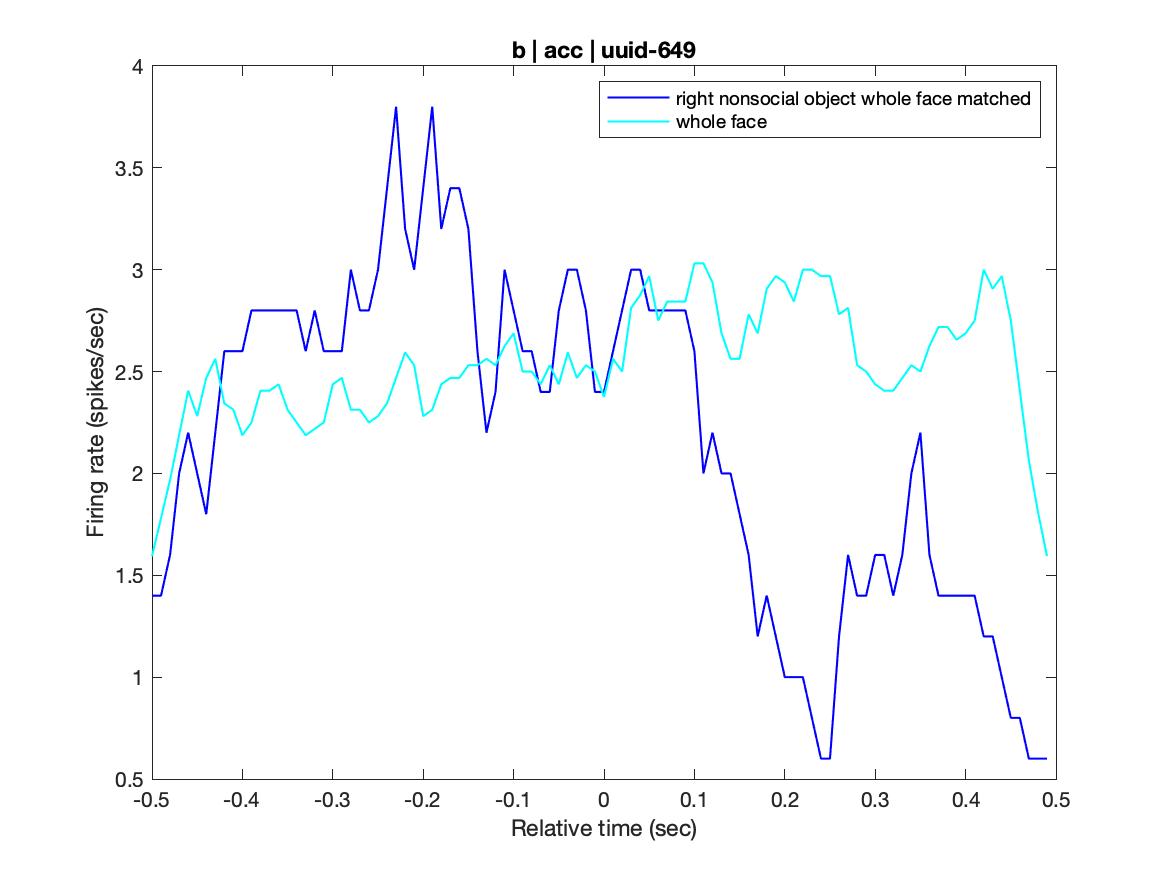 b | acc | uuid-649
right nonsocial object whole face matched
whole face
Firing rate (spikes/sec)
4
3.5
3
2.5
2
1.5
1
0.5
-0.5 -0.4 -0.3 -0.2 -0.1 0 0.1 0.2 0.3 0.4 0.5
Relative time (sec)